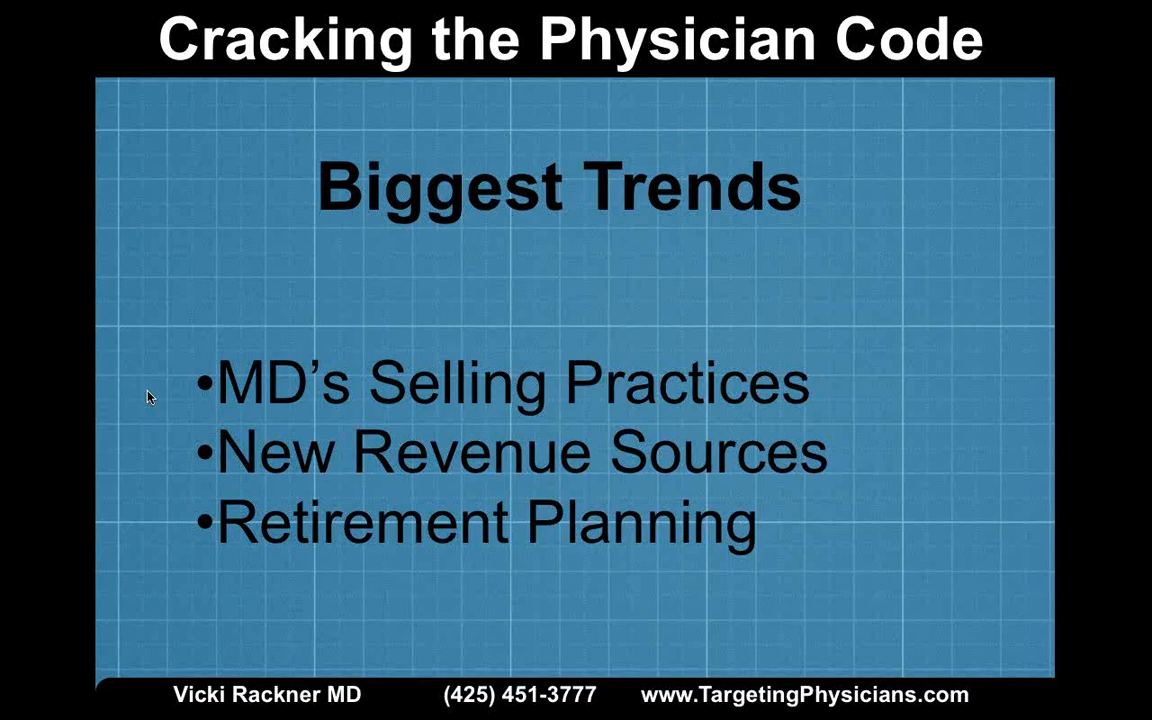 Cracking the Physician Code
Biggest Trends
•MD’s Selling Practices
•New Revenue Sources
•Retirement Planning
Vicki Rackner MD (425) 451-3777 www.TargetingPhysicians.com